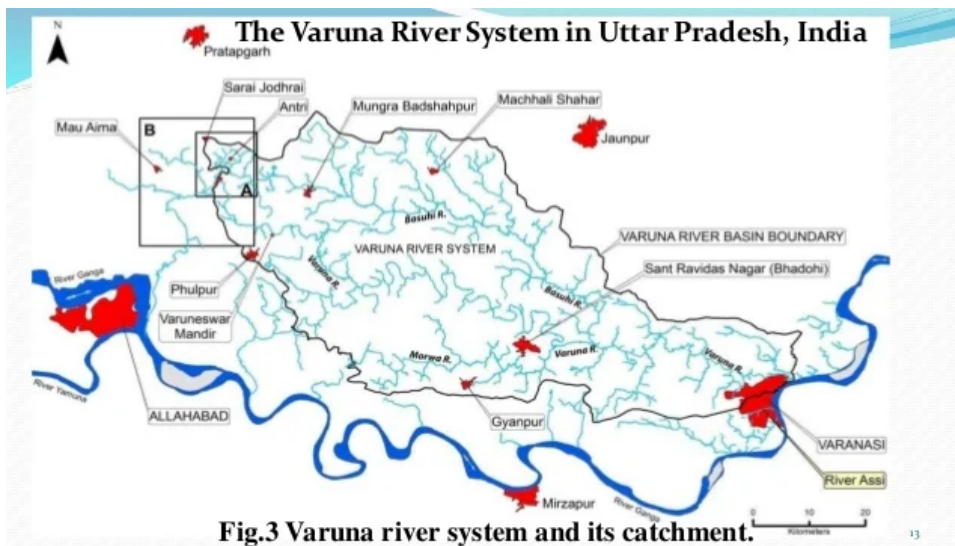 The Varuna River System in Uttar Pradesh, India
N
Pratapgarh
Sarai Jodhrai
Antri
Mungra Badshahpur
Machhali Shahar
Mau Aima
B
Jaunpur
A
Basuhi R.
VARUNA RIVER SYSTEM
VARUNA RIVER BASIN BOUNDARY
Sant Ravidas Nagar (Bhadohi)
River Ganga
Varuna R.
Phulpur
Basuhi R.
Varuneswar
Mandir
Morwa R.
Varuna R.
Varuna R.
River Yamuna
ALLAHABAD
Gyanpur
VARANASI
River Assi
Mirzapur
River Ganga
0 10 20
Kilometers
Fig.3 Varuna river system and its catchment.
13